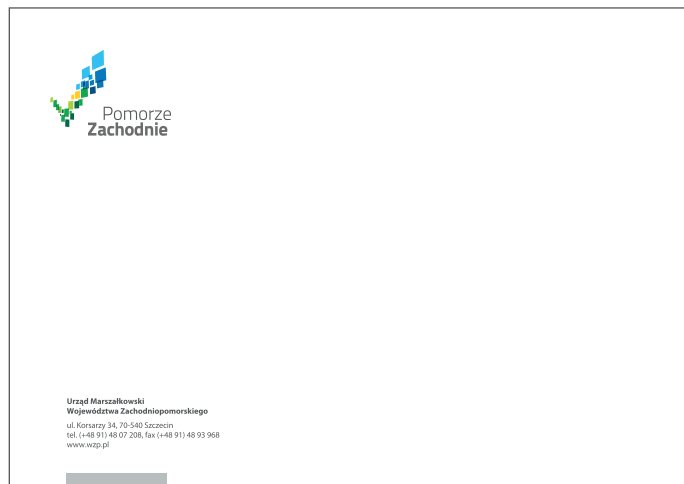 Pomorze
Zachodnie
Urząd Marszałkowski
Województwa Zachodniopomorskiego
ul. Korsarzy 34, 70-540 Szczecin
tel. (+48 91) 48 07 208, fax (+48 91) 48 93 968
www.wzp.pl